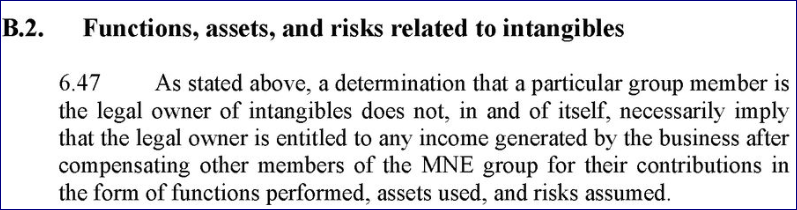 B.2. Functions, assets, and risks related to intangibles
6.47 As stated above, a determination that a particular group member is
the legal owner of intangibles does not, in and of itself, necessarily imply
that the legal owner is entitled to any income generated by the business after
compensating other members of the MNE group for their contributions in
the form of functions performed, assets used, and risks assumed.